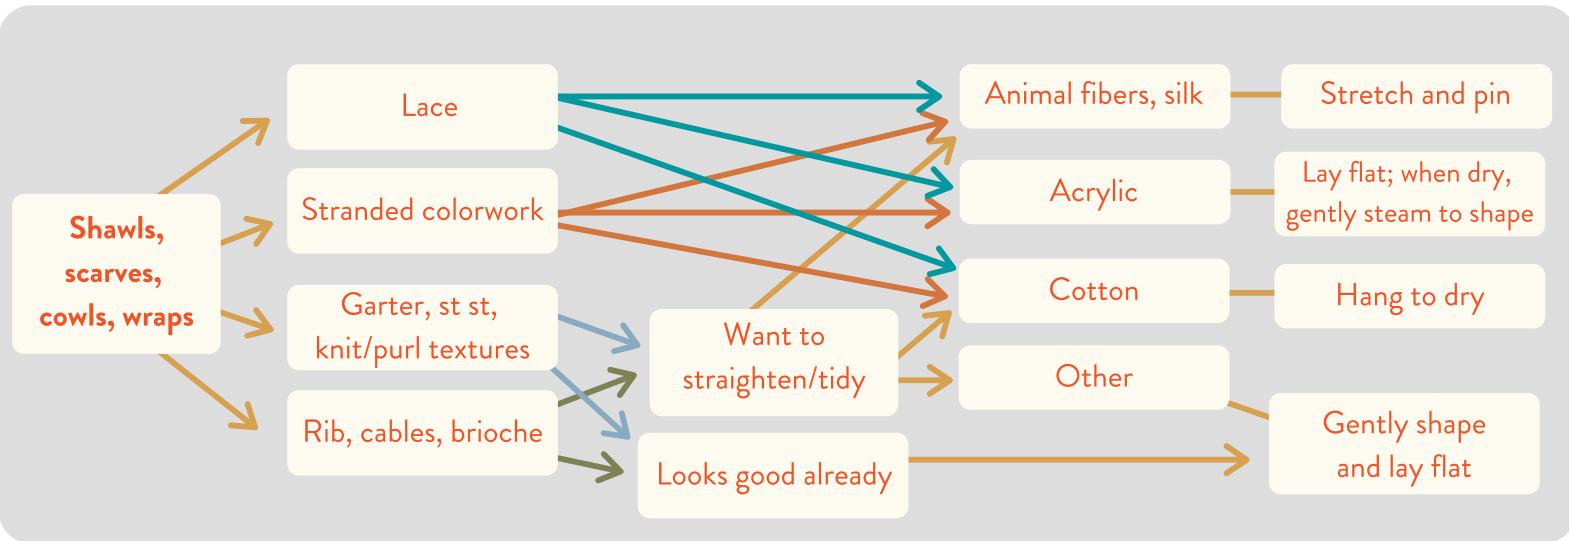 Shawls,
scarves,
cowls, wraps
Lace
Stranded colorwork
Garter, st st,
knit/purl textures
Rib, cables, brioche
Want to
straighten/tidy
Looks good already
Animal fibers, silk
Acrylic
Cotton
Other
Stretch and pin
Lay flat; when dry,
gently steam to shape
Hang to dry
Gently shape
and lay flat